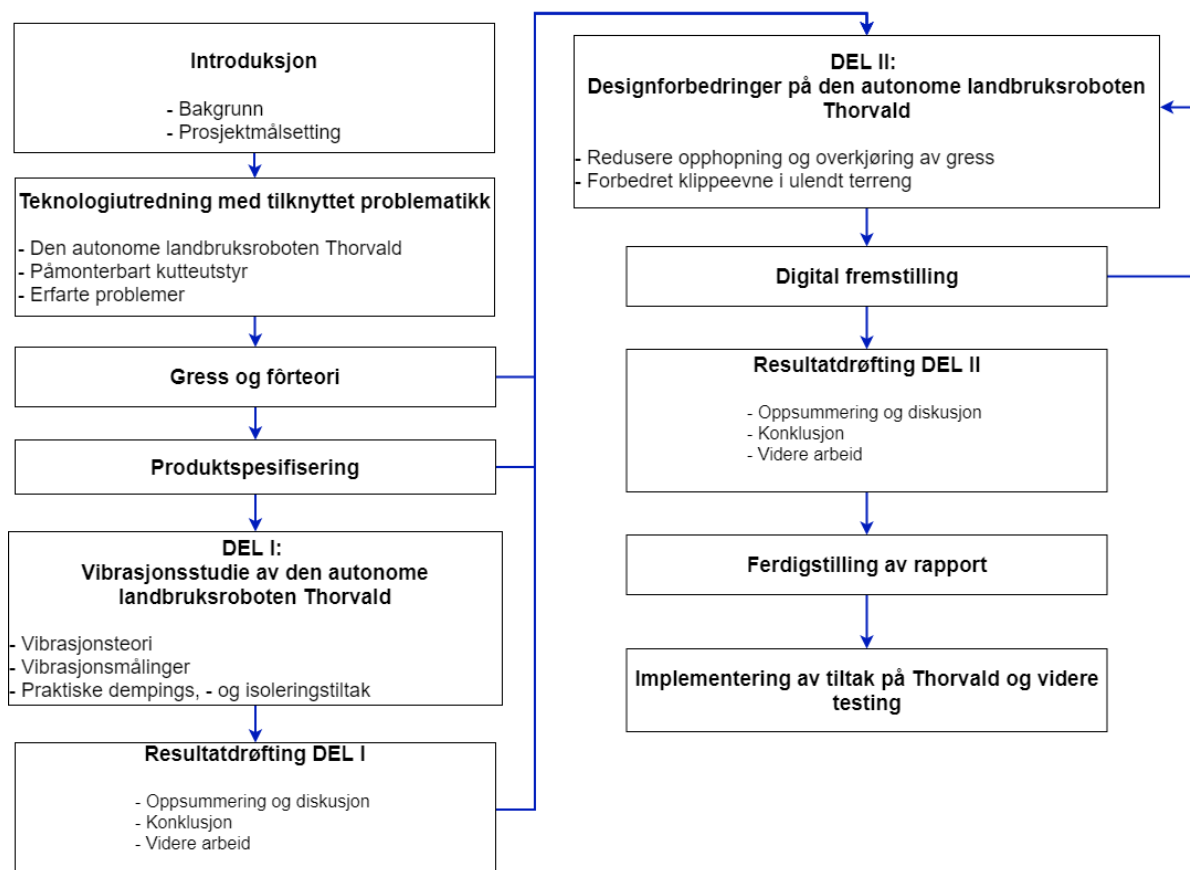 Introduksjon
- Bakgrunn
- Prosjektmålsetting
Teknologiutredning med tilknyttet problematikk
- Den autonome landbruksroboten Thorvald
- Påmonterbart kutteutstyr
- Erfarte problemer
Gress og fôrteori
Produktspesifisering
DEL I:
Vibrasjonsstudie av den autonome
landbruksroboten Thorvald
- Vibrasjonsteori
- Vibrasjonsmålinger
- Praktiske dempings, - og isoleringstiltak
Resultatdrøfting DEL I
- Oppsummering og diskusjon
- Konklusjon
- Videre arbeid
DEL II:
Designforbedringer på den autonome landbruksroboten
Thorvald
- Redusere opphopning og overkjøring av gress
- Forbedret klippeevne i ulendt terreng
Digital fremstilling
Resultatdrøfting DEL II
- Oppsummering og diskusjon
- Konklusjon
- Videre arbeid
Ferdigstilling av rapport
Implementering av tiltak på Thorvald og videre
testing